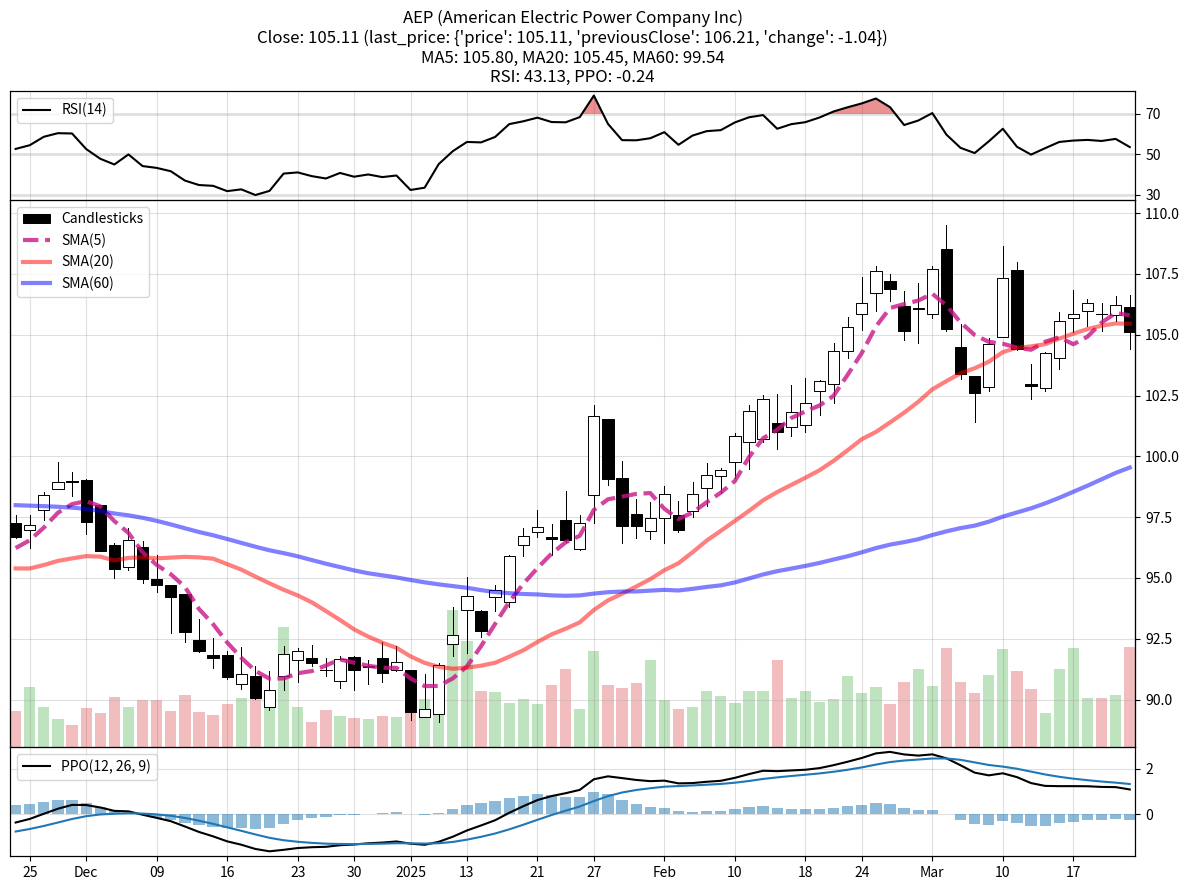 AEP (American Electric Power Company Inc)
Close: 105.11 (last_price: {'price': 105.11, 'previousClose': 106.21, 'change': -1.04})
MA5: 105.80, MA20: 105.45, MA60: 99.54
RSI: 43.13, PPO: -0.24
RSI(14)
70
50
30
Candlesticks
SMA(5)
SMA(20)
SMA(60)
110.0
107.5
105.0
102.5
100.0
97.5
95.0
92.5
90.0
PPO(12, 26, 9)
2
0
25 Dec 09 16 23 30 2025 13 21 27 Feb 10 18 24 Mar 10 17